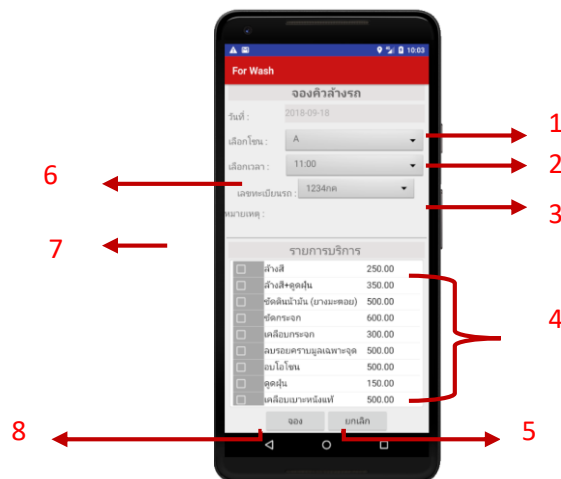 10:03
For Wash
จองคิวล้างรถ
วันที่ : 2018-09-18
เลือกโซน : A
1
เลือกเวลา : 11:00
2
6
เลขทะเบียนรถ : 1234กค
3
หมายเหตุ :
7
รายการบริการ
ล้างสี 250.00
ล้างสี+ดูดฝุ่น 350.00
ขัดดินน้ำมัน (ยางมะตอย) 500.00
ขัดกระจก 600.00
เคลือบกระจก 300.00
4
ลบรอยคราบมูลเฉพาะจุด 500.00
อบโอโซน 500.00
ดูดฝุ่น 150.00
เคลือบเบาะหนังแท้ 500.00
8
จอง ยกเลิก
5